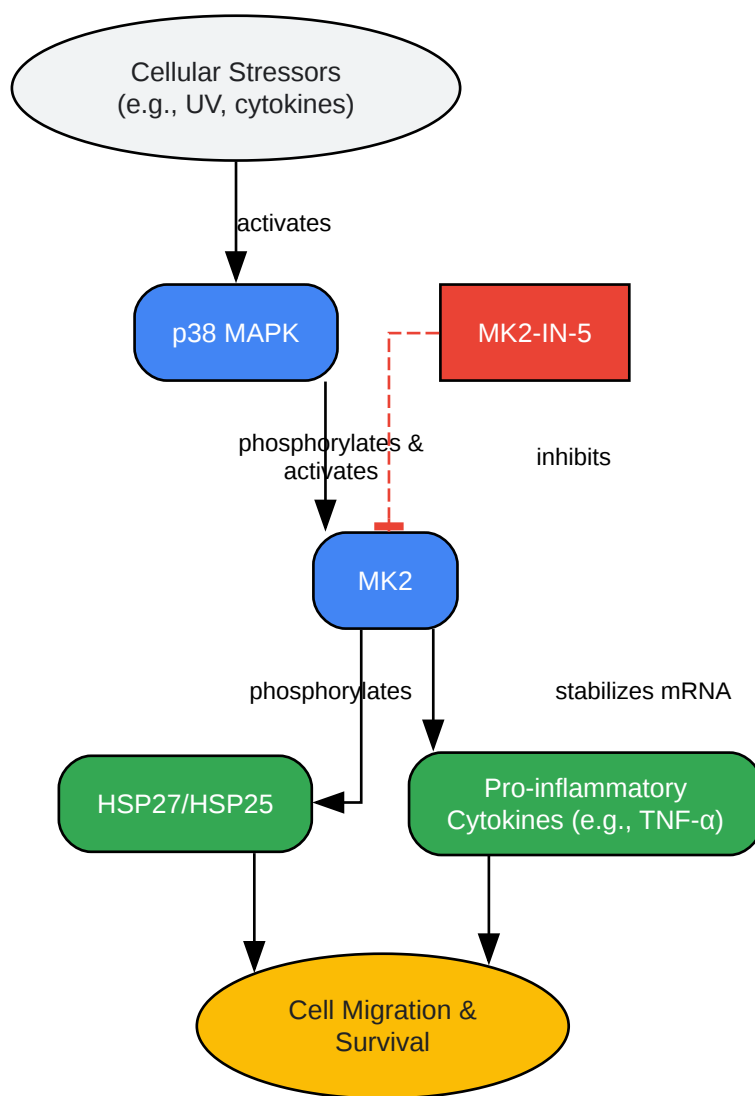 Cellular Stressors
(e.g., UV, cytokines)
activates
p38 MAPK
MK2-IN-5
phosphorylates &
activates
inhibits
MK2
phosphorylates
stabilizes mRNA
HSP27/HSP25
Pro-inflammatory
Cytokines (e.g., TNF-α)
Cell Migration &
Survival